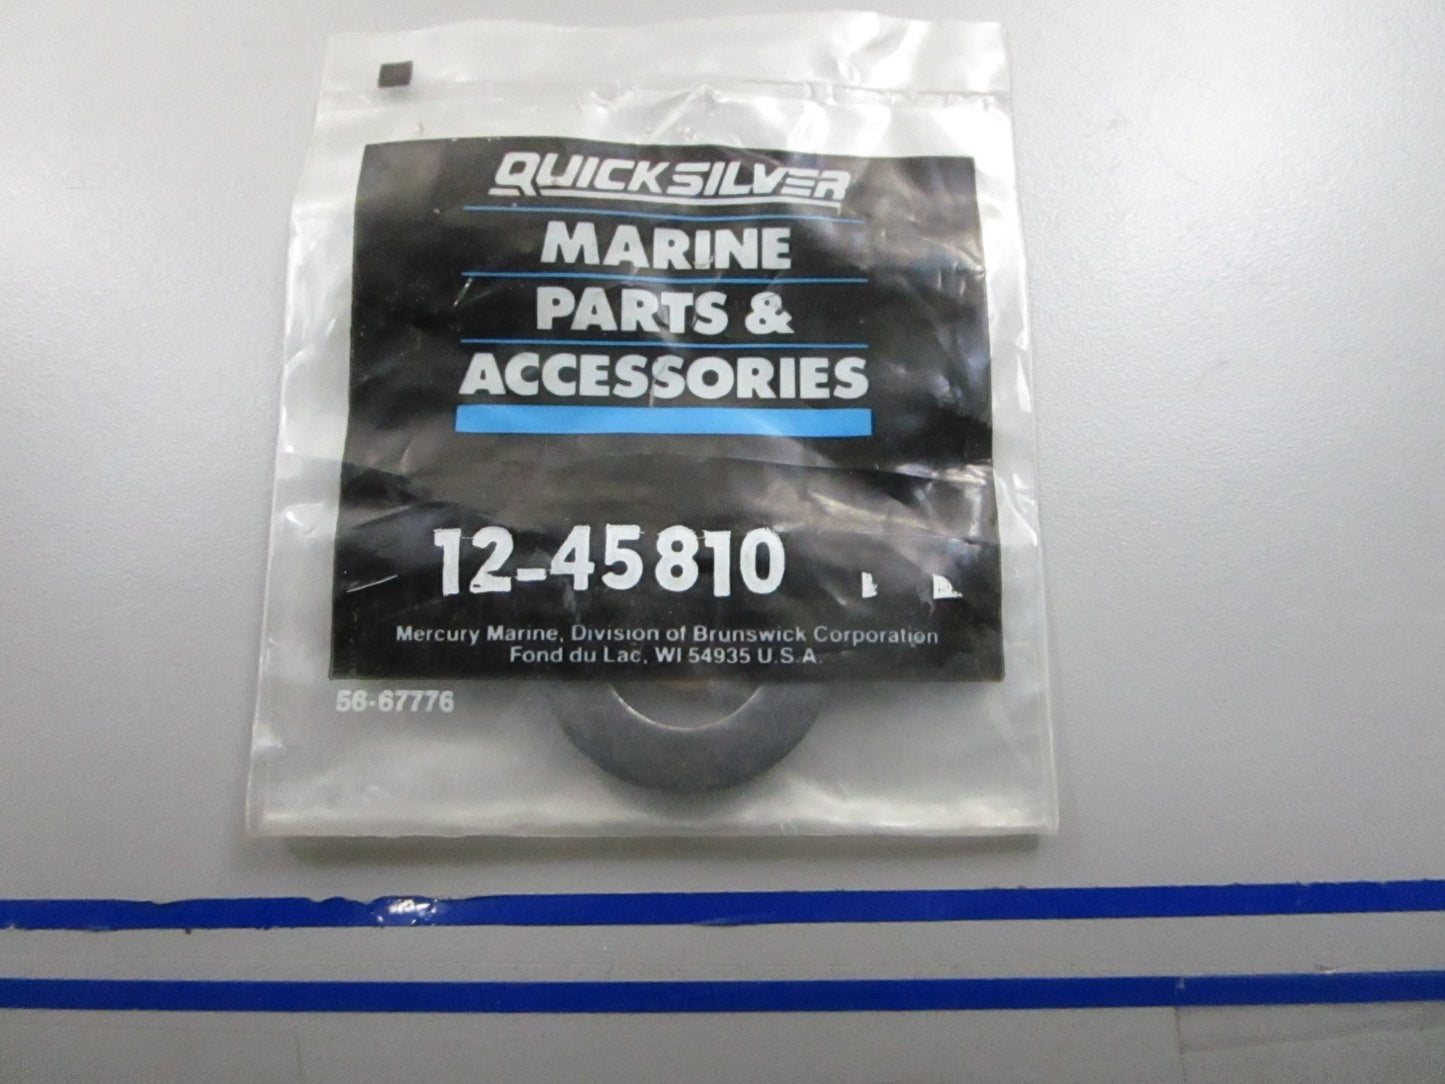 QUICKSILVER
MARINE
PARTS &
ACCESSORIES
12-45810
Mercury Marine, Division of Brunswick Corporation
Fond du Lac, WI 54935 U.S.A.
56-67776